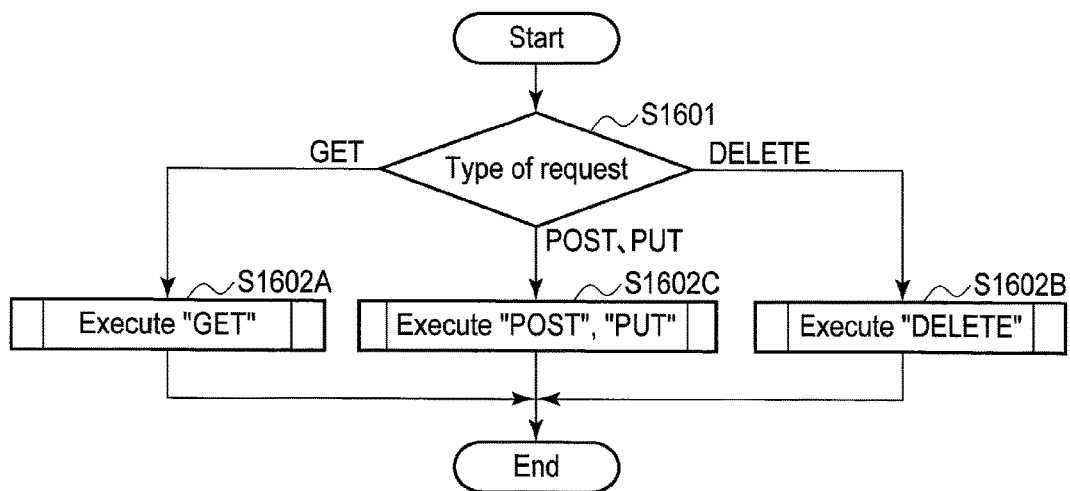 Start
S1601
GET
Type of request
DELETE
POST、PUT
S1602A
S1602C
S1602B
Execute "GET"
Execute "POST", "PUT"
Execute "DELETE"
End